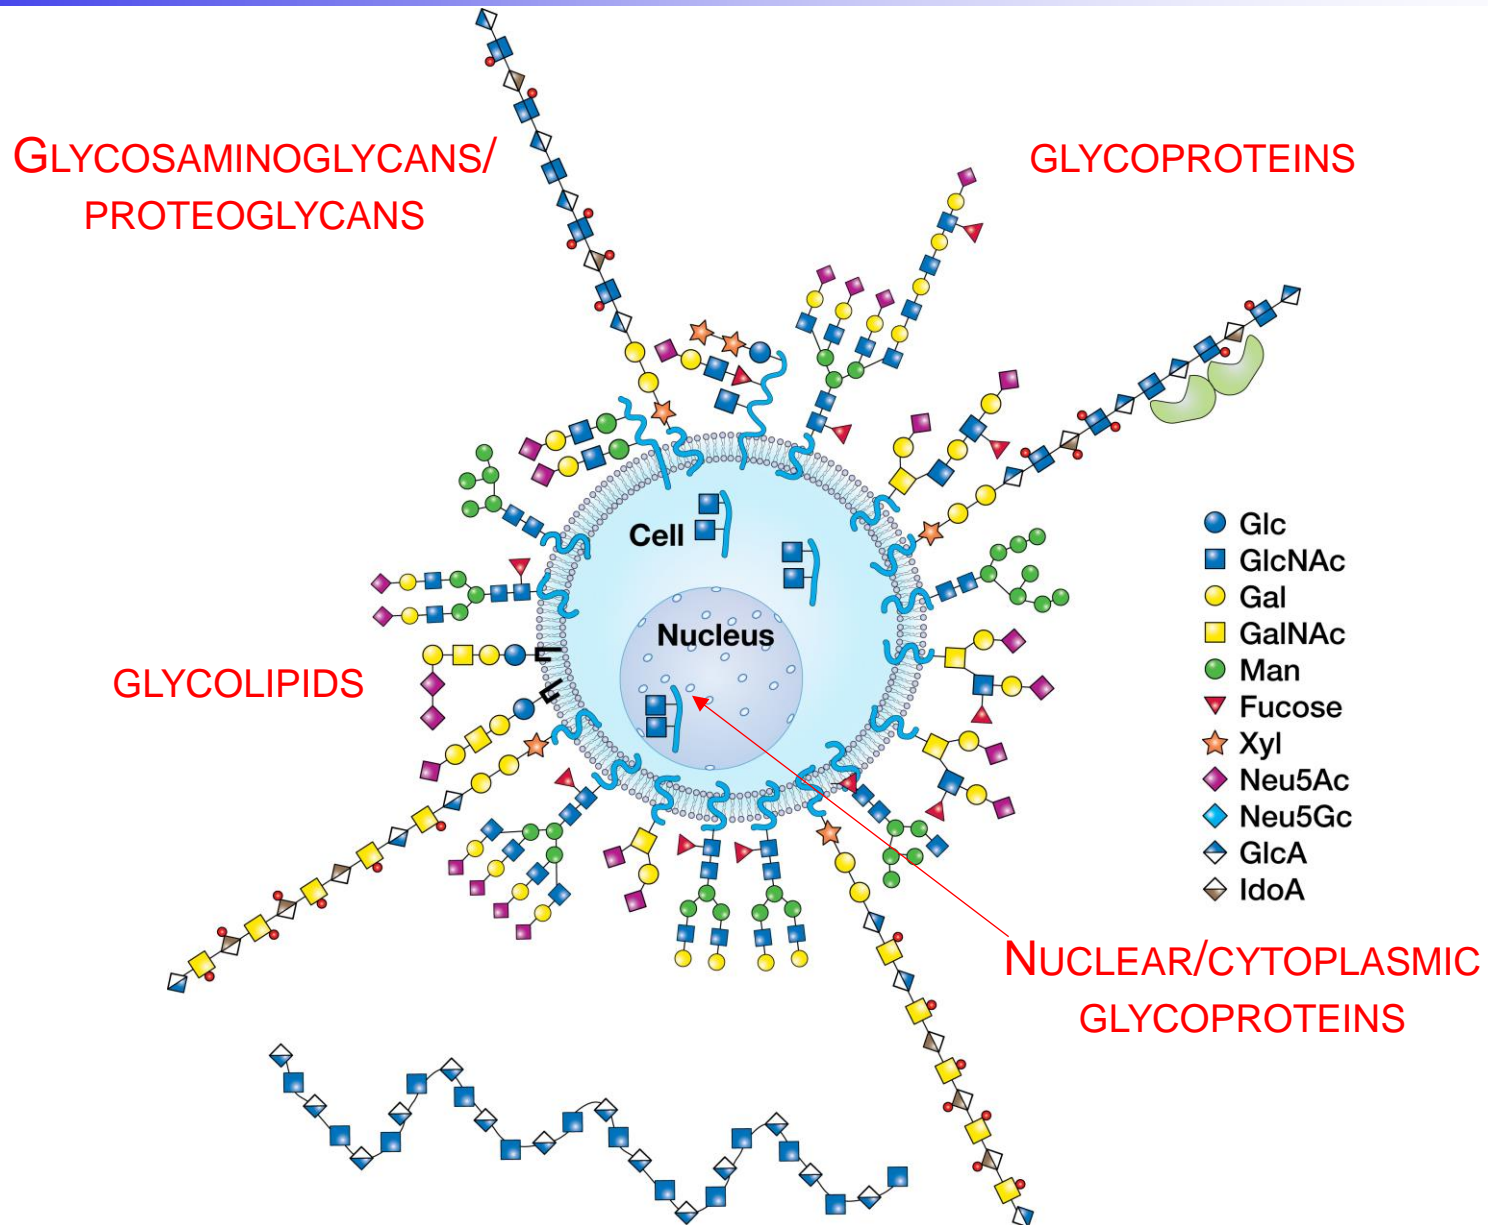 GLYCOSAMINOGLYCANS/
PROTEOGLYCANS
GLYCOPROTEINS
Cell
Nucleus
GLYCOLIPIDS
Glc
GlcNAc
Gal
GalNAc
Man
Fucose
Xyl
Neu5Ac
Neu5Gc
GlcA
IdoA
NUCLEAR/CYTOPLASMIC
GLYCOPROTEINS